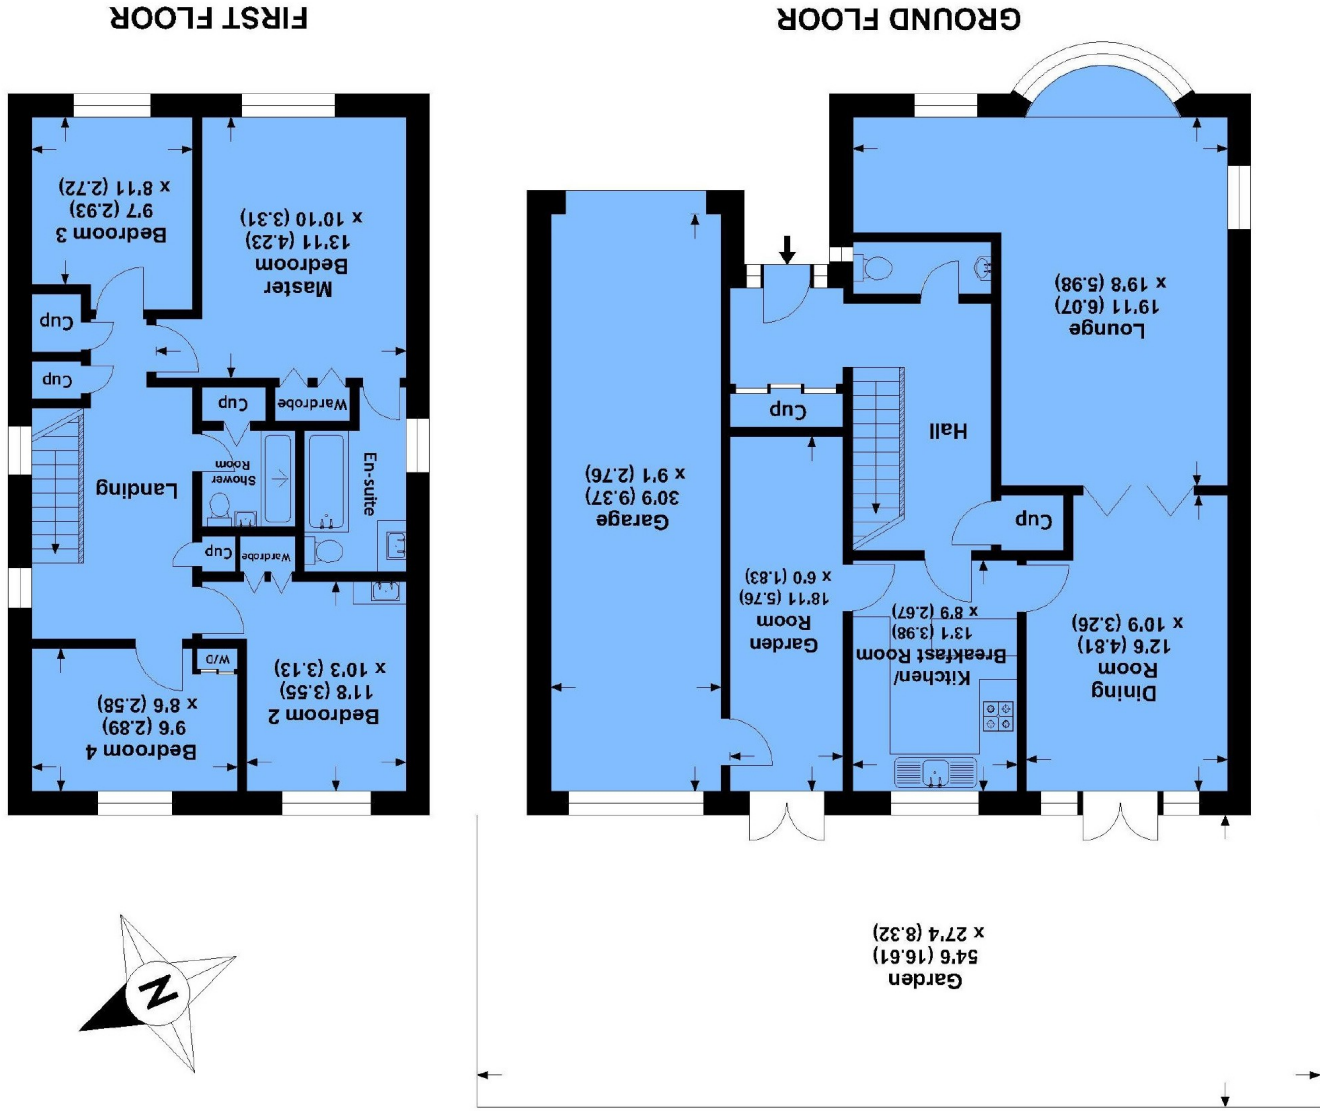 Garden
54'6 (16.61)
x 27'4 (8.32)
Dining
Room
12'6 (4.81)
x 10'9 (3.26)
Kitchen/
Breakfast Room
13'1 (3.98)
x 8'9 (2.67)
Garden
Room
18'11 (5.76)
x 6'0 (1.83)
Garage
30'9 (9.37)
x 9'1 (2.76)
Cup
Hall
Cup
Lounge
19'11 (6.07)
x 19'8 (5.98)
GROUND FLOOR
N
Bedroom 2
11'8 (3.55)
x 10'3 (3.13)
Bedroom 4
9'6 (2.89)
x 8'6 (2.58)
W/D
Wardrobe
Cup
En-suite
Shower
Room
Landing
Wardrobe
Cup
Cup
Cup
Master
Bedroom
13'11 (4.23)
x 10'10 (3.31)
Bedroom 3
9'7 (2.93)
x 8'11 (2.72)
FIRST FLOOR